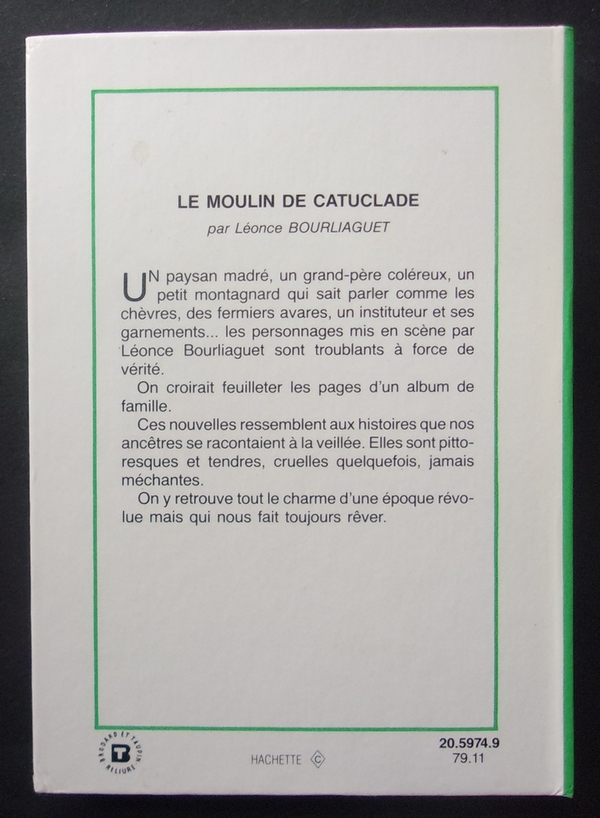 LE MOULIN DE CATUCLADE
par Léonce BOURLIAGUET
UN paysan madré, un grand-père coléreux, un
petit montagnard qui sait parler comme les
chèvres, des fermiers avares, un instituteur et ses
garnements... les personnages mis en scène par
Léonce Bourliaguet sont troublants à force de
vérité.
On croirait feuilleter les pages d'un album de
famille.
Ces nouvelles ressemblent aux histoires que nos
ancêtres se racontaient à la veillée. Elles sont pitto-
resques et tendres, cruelles quelquefois, jamais
méchantes.
On y retrouve tout le charme d'une époque révo-
lue mais qui nous fait toujours rêver.
BRODARD ET TAUPIN
RELIURE
BT
HACHETTE C
20.5974.9
79.11